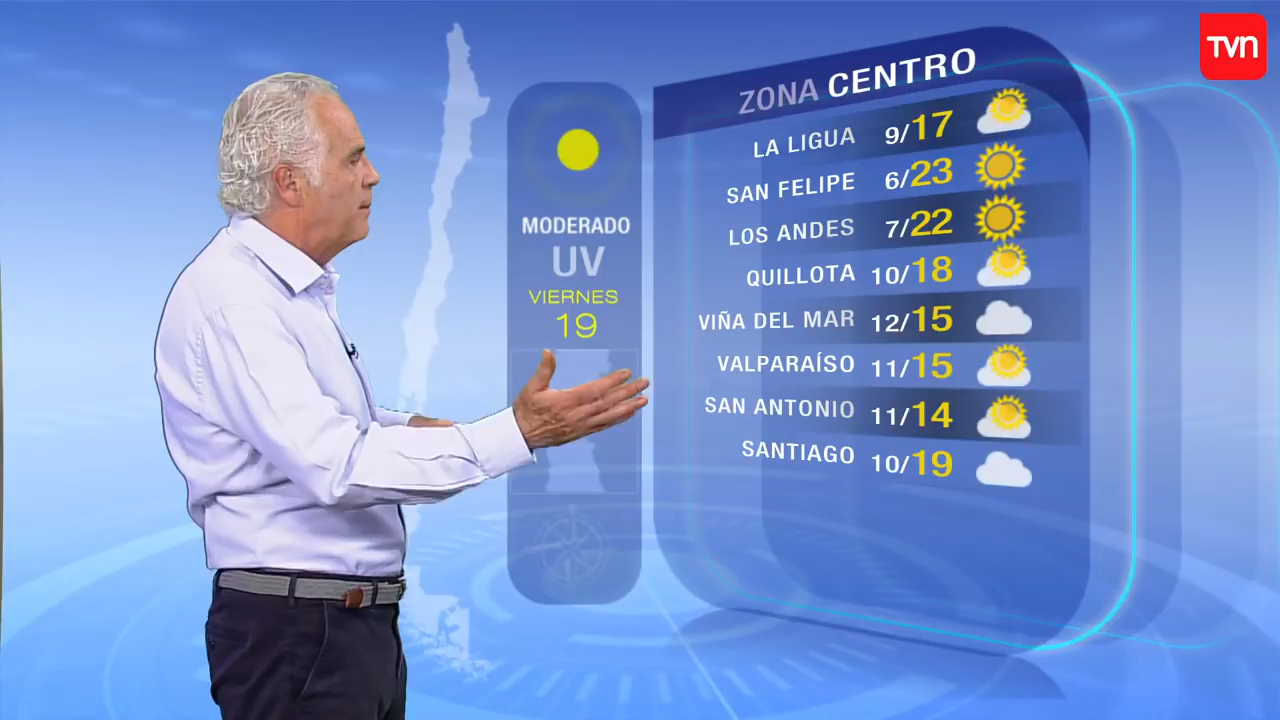 TVN
MODERADO
UV
VIERNES
19
ZONA CENTRO
LA LIGUA 9/17
SAN FELIPE 6/23
LOS ANDES 7/22
QUILLOTA 10/18
VIÑA DEL MAR 12/15
VALPARAÍSO 11/15
SAN ANTONIO 11/14
SANTIAGO 10/19